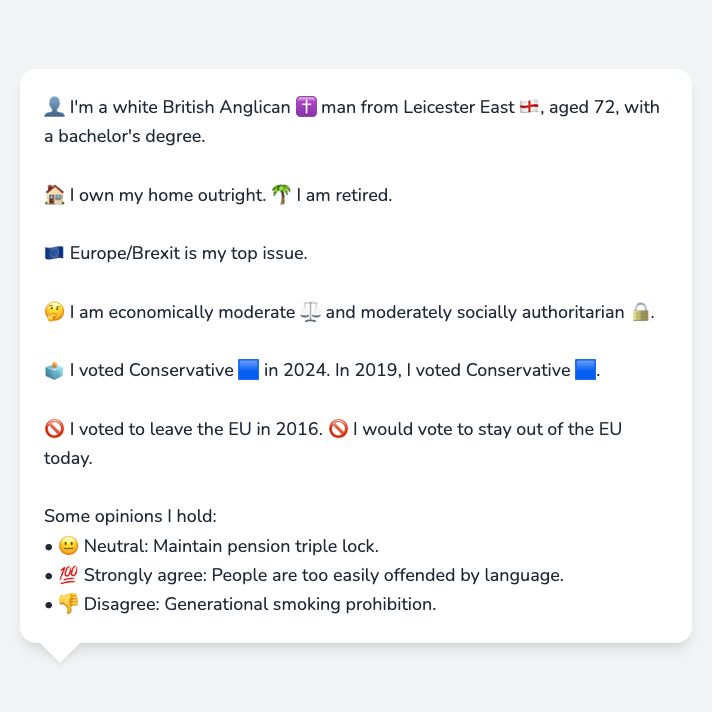 👤 I'm a white British Anglican ✝️ man from Leicester East 🏴󠁧󠁢󠁥󠁮󠁧󠁿, aged 72, with
a bachelor's degree.
🏠 I own my home outright. 🌴 I am retired.
🇪🇺 Europe/Brexit is my top issue.
🤔 I am economically moderate ⚖️ and moderately socially authoritarian 🔒.
🗳️ I voted Conservative 🟦 in 2024. In 2019, I voted Conservative 🟦.
🚫 I voted to leave the EU in 2016. 🚫 I would vote to stay out of the EU
today.
Some opinions I hold:
• 😐 Neutral: Maintain pension triple lock.
• 💯 Strongly agree: People are too easily offended by language.
• 👎 Disagree: Generational smoking prohibition.